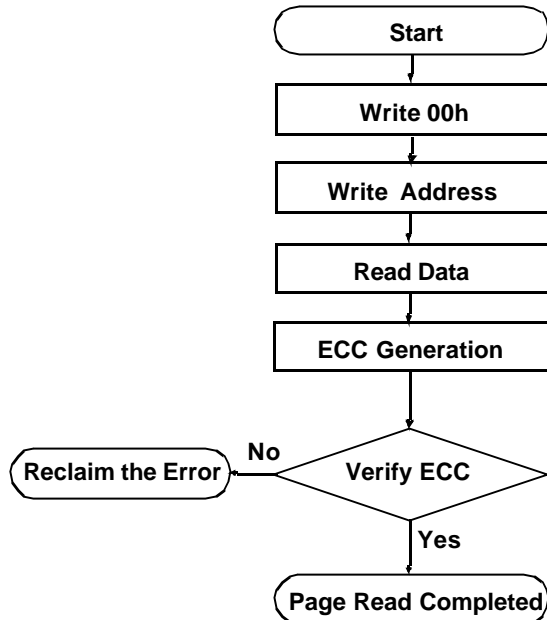 Start
Write 00h
Write Address
Read Data
ECC Generation
No
Reclaim the Error
Verify ECC
Yes
Page Read Completed